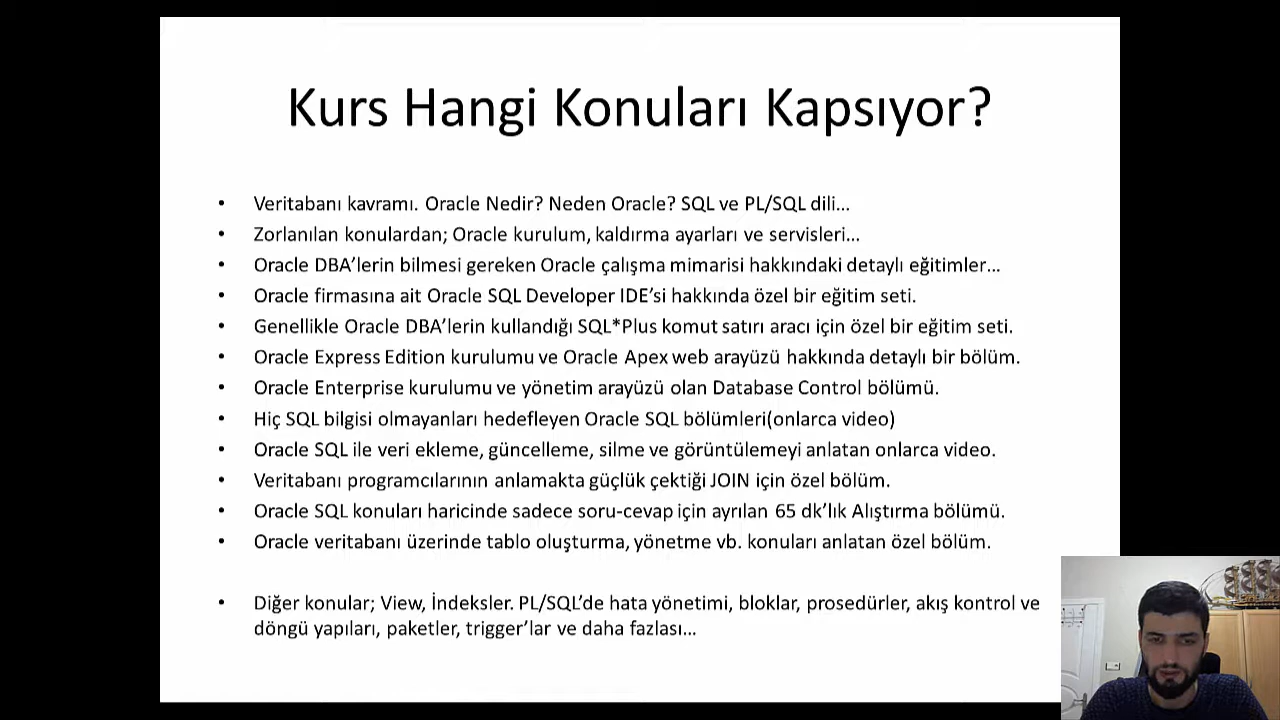 Kurs Hangi Konuları Kapsıyor?
• Veritabanı kavramı. Oracle Nedir? Neden Oracle? SQL ve PL/SQL dili...
• Zorlanılan konulardan; Oracle kurulum, kaldırma ayarları ve servisleri...
• Oracle DBA'lerin bilmesi gereken Oracle çalışma mimarisi hakkındaki detaylı eğitimler...
• Oracle firmasına ait Oracle SQL Developer IDE'si hakkında özel bir eğitim seti.
• Genellikle Oracle DBA'lerin kullandığı SQL*Plus komut satırı aracı için özel bir eğitim seti.
• Oracle Express Edition kurulumu ve Oracle Apex web arayüzü hakkında detaylı bir bölüm.
• Oracle Enterprise kurulumu ve yönetim arayüzü olan Database Control bölümü.
• Hiç SQL bilgisi olmayanları hedefleyen Oracle SQL bölümleri(onlarca video)
• Oracle SQL ile veri ekleme, güncelleme, silme ve görüntülemeyi anlatan onlarca video.
• Veritabanı programcılarının anlamakta güçlük çektiği JOIN için özel bölüm.
• Oracle SQL konuları haricinde sadece soru-cevap için ayrılan 65 dk'lık Alıştırma bölümü.
• Oracle veritabanı üzerinde tablo oluşturma, yönetme vb. konuları anlatan özel bölüm.
• Diğer konular; View, İndeksler. PL/SQL'de hata yönetimi, bloklar, prosedürler, akış kontrol ve
döngü yapıları, paketler, trigger'lar ve daha fazlası...